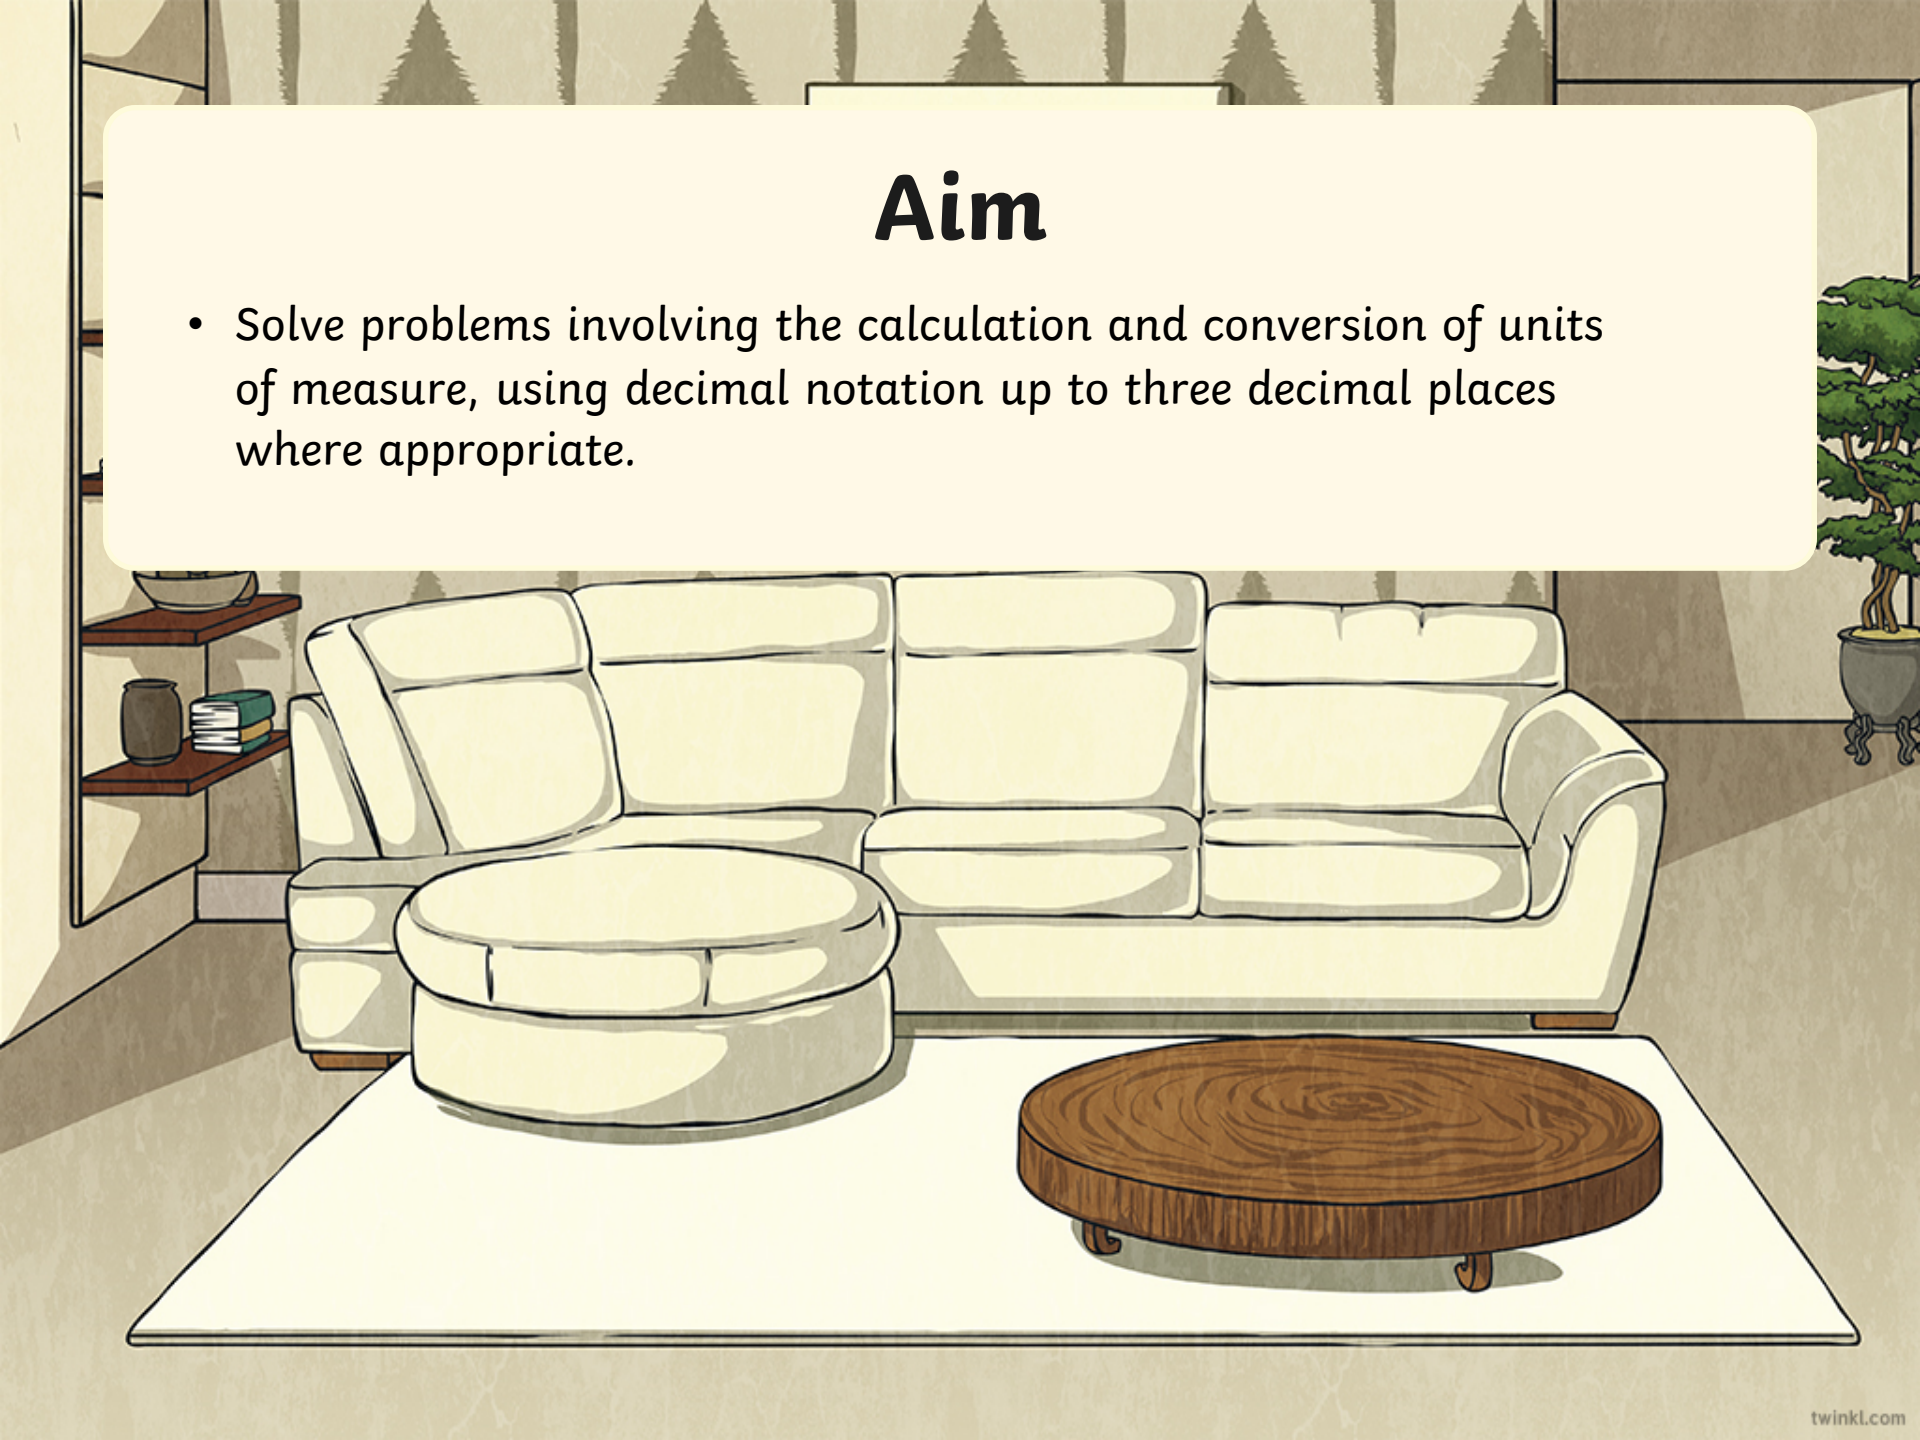 Aim
• Solve problems involving the calculation and conversion of units
of measure, using decimal notation up to three decimal places
where appropriate.
twinkl.com